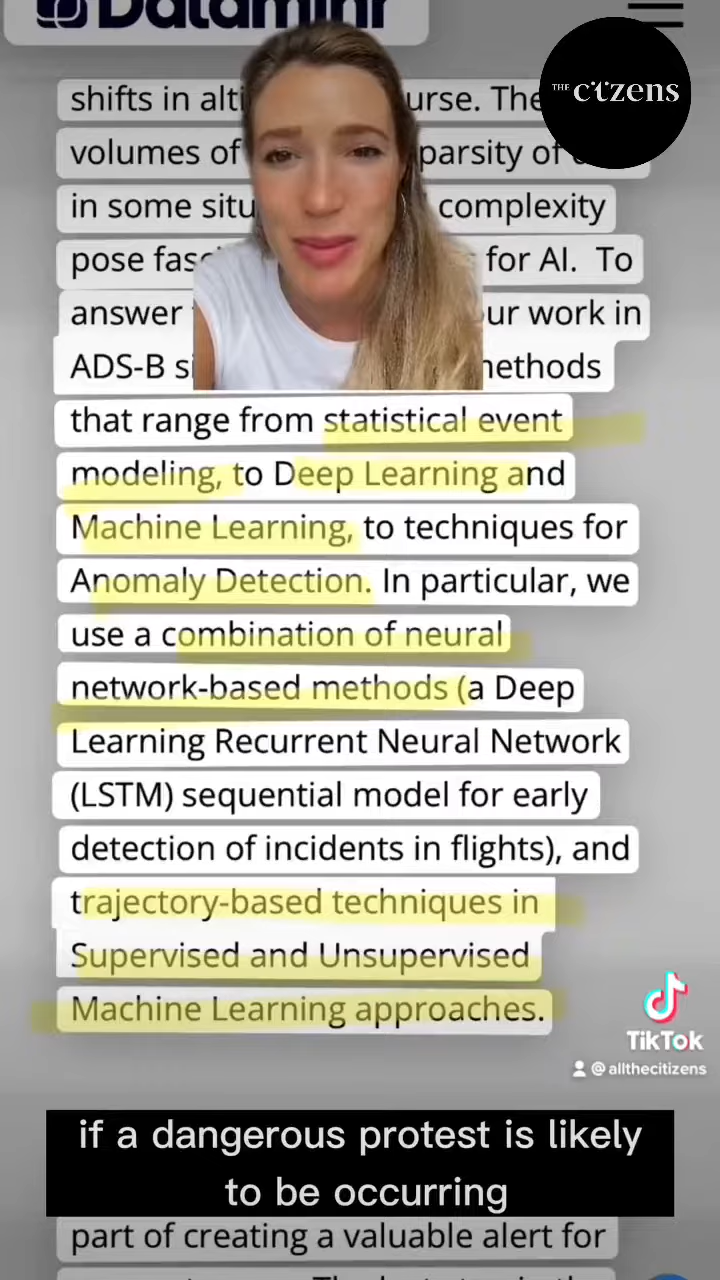 Dataminr
THE citizens
shifts in alti urse. The
volumes of parsity of
in some situ complexity
pose fasc for AI. To
answer ur work in
ADS-B si methods
that range from statistical event
modeling, to Deep Learning and
Machine Learning, to techniques for
Anomaly Detection. In particular, we
use a combination of neural
network-based methods (a Deep
Learning Recurrent Neural Network
(LSTM) sequential model for early
detection of incidents in flights), and
trajectory-based techniques in
Supervised and Unsupervised
Machine Learning approaches.
TikTok
@allthecitizens
if a dangerous protest is likely
to be occurring
part of creating a valuable alert for